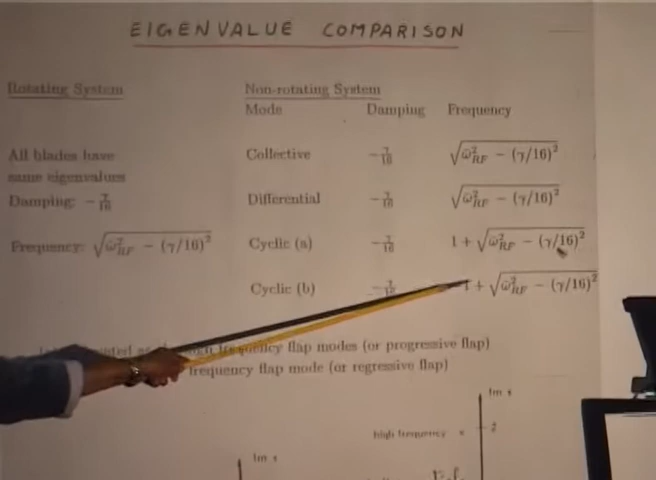 EIGENVALUE COMPARISON
Rotating System Non-rotating System
Mode Damping Frequency
All blades have Collective −γ/16 √ω̄²RF − (γ/16)²
same eigenvalues
Damping: −γ/16 Differential −γ/16 √ω̄²RF − (γ/16)²
Frequency: √ω̄²RF − (γ/16)² Cyclic (a) −γ/16 1 + √ω̄²RF − (γ/16)²
Cyclic (b) −γ/16 −1 + √ω̄²RF − (γ/16)²
frequency flap modes (or progressive flap)
frequency flap mode (or regressive flap)
Im s
high frequency x 2
Im s